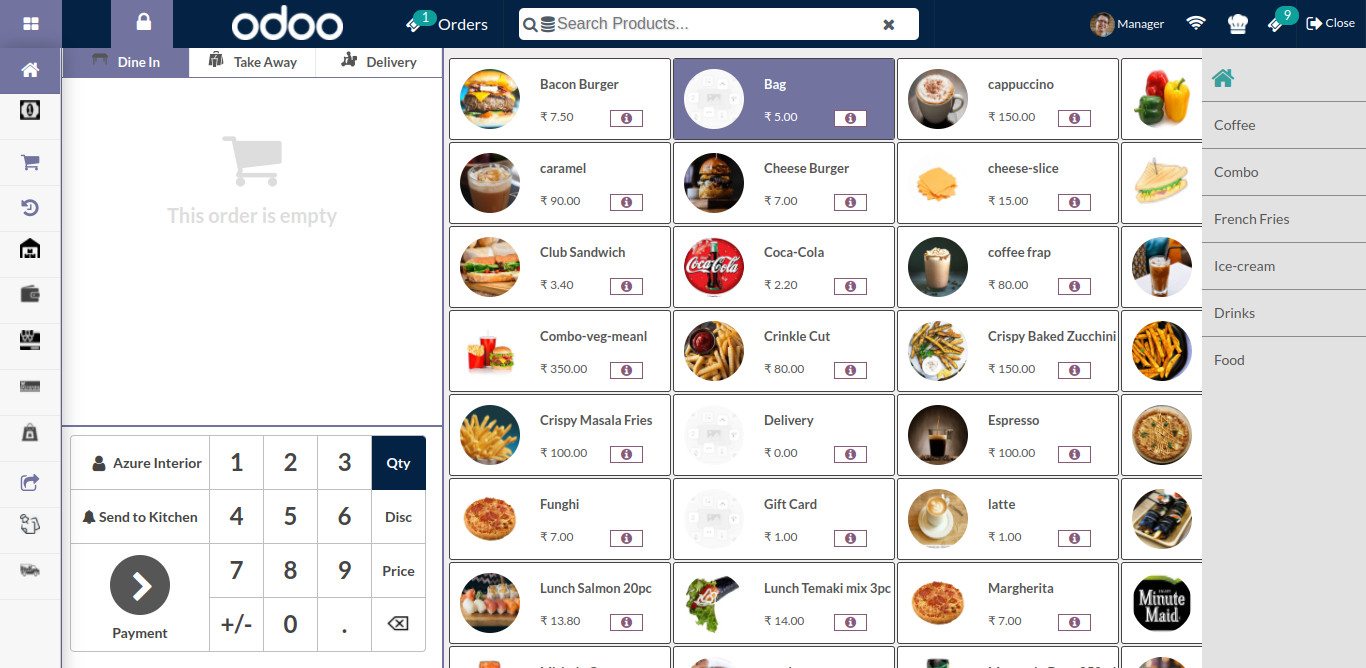 odoo
1
Orders
Search Products...
Manager
9
Close
Dine In
Take Away
Delivery
This order is empty
Azure Interior
1 2 3 Qty
Send to Kitchen
4 5 6 Disc
7 8 9 Price
Payment
+/- 0 .
Bacon Burger
₹ 7.50
Bag
₹ 5.00
cappuccino
₹ 150.00
caramel
₹ 90.00
Cheese Burger
₹ 7.00
cheese-slice
₹ 15.00
Club Sandwich
₹ 3.40
Coca-Cola
Coca-Cola
₹ 2.20
coffee frap
₹ 80.00
Combo-veg-meanl
₹ 350.00
Crinkle Cut
₹ 80.00
Crispy Baked Zucchini
₹ 150.00
Crispy Masala Fries
₹ 100.00
Delivery
₹ 0.00
Espresso
₹ 100.00
Funghi
₹ 7.00
Gift Card
₹ 1.00
latte
₹ 1.00
Lunch Salmon 20pc
₹ 13.80
Lunch Temaki mix 3pc
₹ 14.00
Margherita
₹ 7.00
Minute
Maid
Coffee
Combo
French Fries
Ice-cream
Drinks
Food